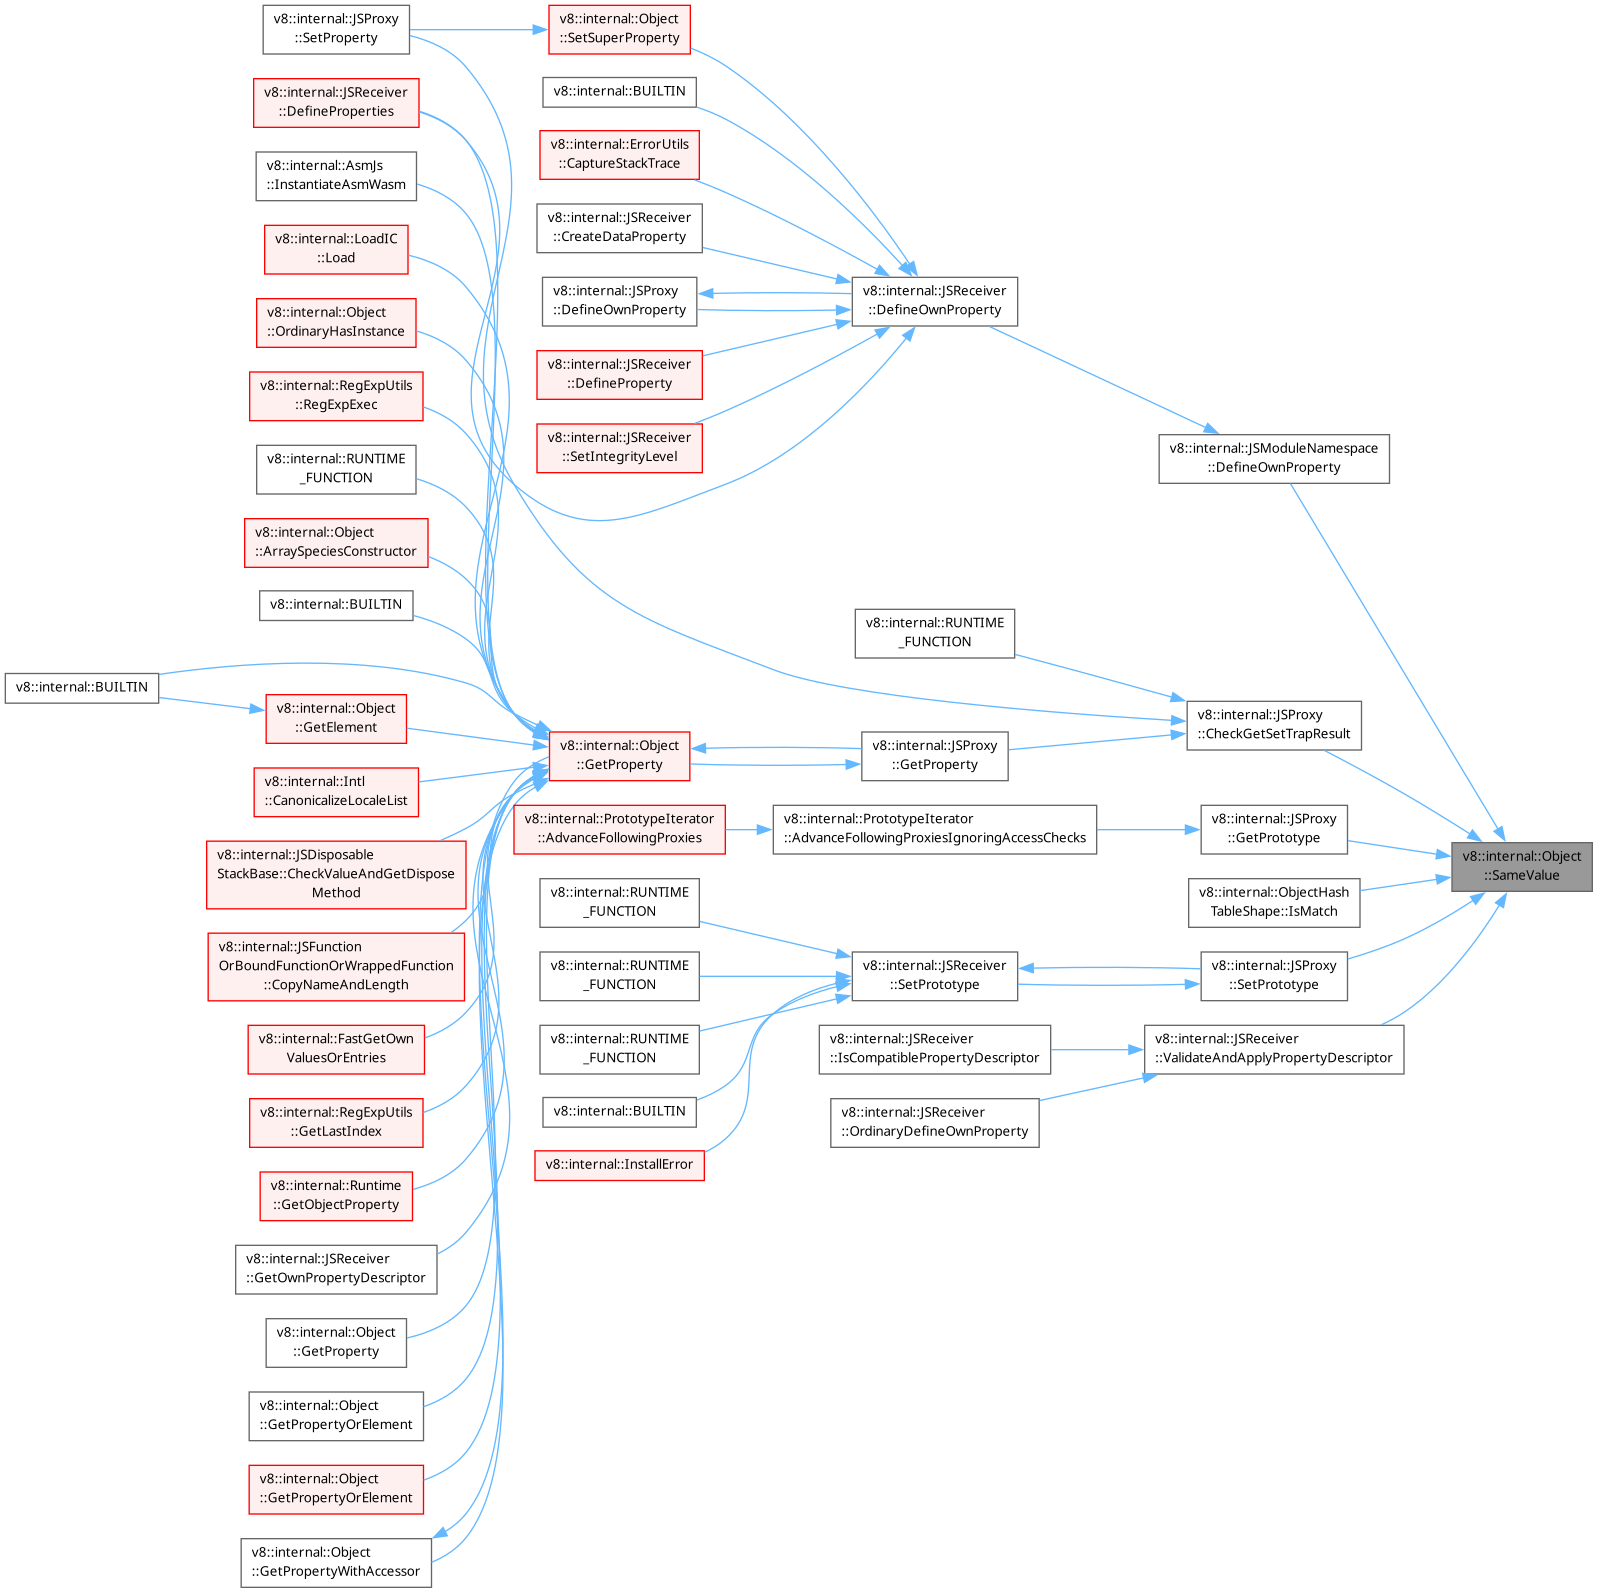 v8::internal::JSProxy
::SetProperty
v8::internal::JSReceiver
::DefineProperties
v8::internal::AsmJs
::InstantiateAsmWasm
v8::internal::LoadIC
::Load
v8::internal::Object
::OrdinaryHasInstance
v8::internal::RegExpUtils
::RegExpExec
v8::internal::RUNTIME
_FUNCTION
v8::internal::Object
::ArraySpeciesConstructor
v8::internal::BUILTIN
v8::internal::BUILTIN
v8::internal::Object
::GetElement
v8::internal::Intl
::CanonicalizeLocaleList
v8::internal::JSDisposable
StackBase::CheckValueAndGetDispose
Method
v8::internal::JSFunction
OrBoundFunctionOrWrappedFunction
::CopyNameAndLength
v8::internal::FastGetOwn
ValuesOrEntries
v8::internal::RegExpUtils
::GetLastIndex
v8::internal::Runtime
::GetObjectProperty
v8::internal::JSReceiver
::GetOwnPropertyDescriptor
v8::internal::Object
::GetProperty
v8::internal::Object
::GetPropertyOrElement
v8::internal::Object
::GetPropertyOrElement
v8::internal::Object
::GetPropertyWithAccessor
v8::internal::Object
::SetSuperProperty
v8::internal::BUILTIN
v8::internal::ErrorUtils
::CaptureStackTrace
v8::internal::JSReceiver
::CreateDataProperty
v8::internal::JSProxy
::DefineOwnProperty
v8::internal::JSReceiver
::DefineProperty
v8::internal::JSReceiver
::SetIntegrityLevel
v8::internal::Object
::GetProperty
v8::internal::PrototypeIterator
::AdvanceFollowingProxies
v8::internal::RUNTIME
_FUNCTION
v8::internal::RUNTIME
_FUNCTION
v8::internal::RUNTIME
_FUNCTION
v8::internal::BUILTIN
v8::internal::InstallError
v8::internal::JSReceiver
::DefineOwnProperty
v8::internal::RUNTIME
_FUNCTION
v8::internal::JSProxy
::GetProperty
v8::internal::PrototypeIterator
::AdvanceFollowingProxiesIgnoringAccessChecks
v8::internal::JSReceiver
::SetPrototype
v8::internal::JSReceiver
::IsCompatiblePropertyDescriptor
v8::internal::JSReceiver
::OrdinaryDefineOwnProperty
v8::internal::JSModuleNamespace
::DefineOwnProperty
v8::internal::JSProxy
::CheckGetSetTrapResult
v8::internal::JSProxy
::GetPrototype
v8::internal::ObjectHash
TableShape::IsMatch
v8::internal::JSProxy
::SetPrototype
v8::internal::JSReceiver
::ValidateAndApplyPropertyDescriptor
v8::internal::Object
::SameValue